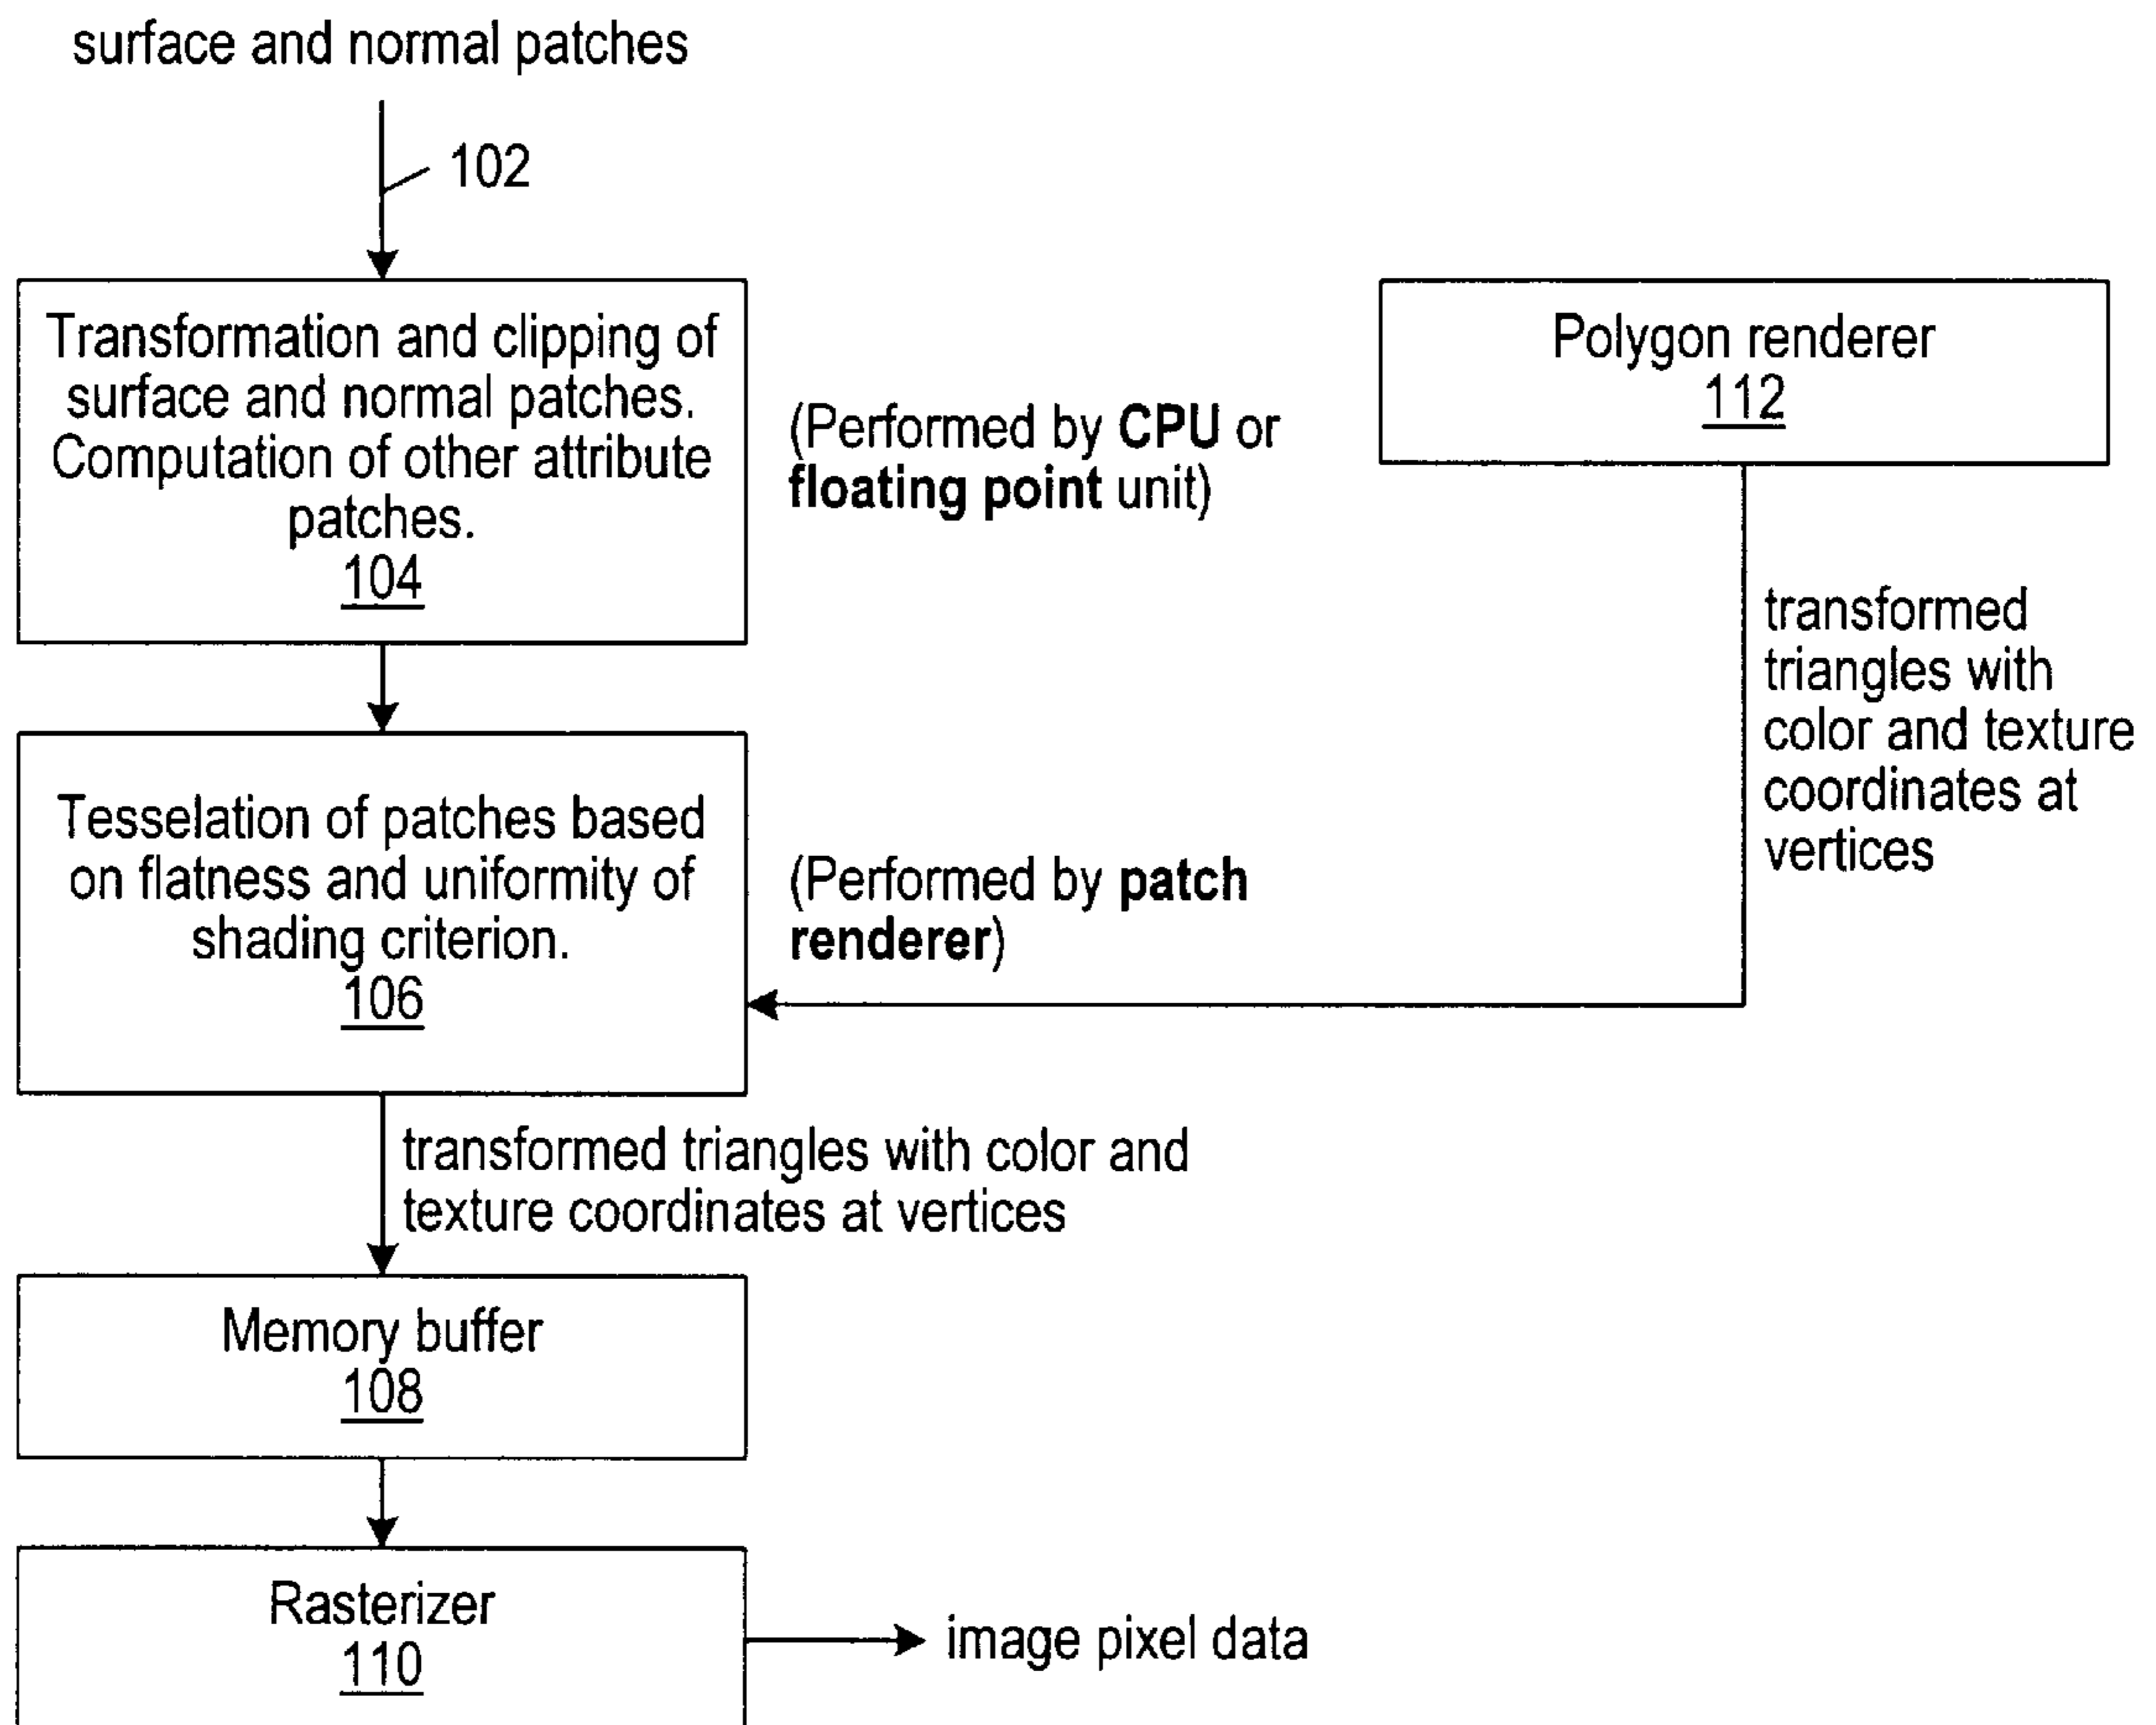 surface and normal patches
102
Transformation and clipping of
surface and normal patches.
Computation of other attribute
patches.
104
(Performed by CPU or
floating point unit)
Polygon renderer
112
transformed
triangles with
color and texture
coordinates at
vertices
Tesselation of patches based
on flatness and uniformity of
shading criterion.
106
(Performed by patch
renderer)
transformed triangles with color and
texture coordinates at vertices
Memory buffer
108
Rasterizer
110
image pixel data